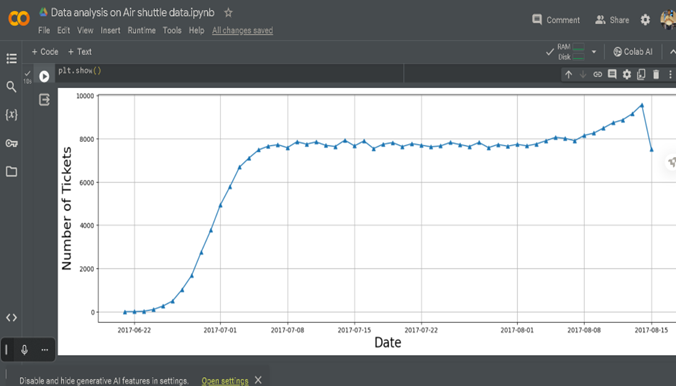 Data analysis on Air shuttle data.ipynb
Comment
Share
File Edit View Insert Runtime Tools Help All changes saved
+ Code + Text
RAM
Disk
Colab AI
plt.show()
{x}
10000
8000
6000
4000
2000
0
Number of Tickets
2017-06-22 2017-07-01 2017-07-08 2017-07-15 2017-07-22 2017-08-01 2017-08-08 2017-08-15
Date
Disable and hide generative AI features in settings. Open settings